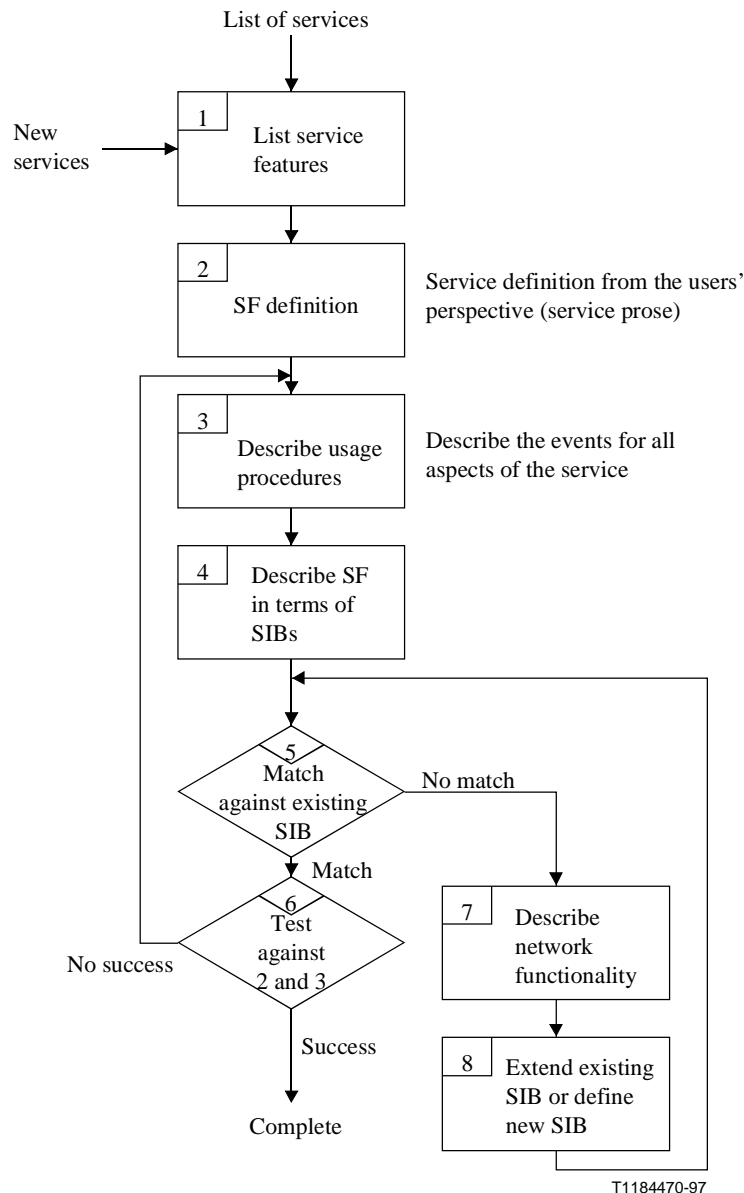 List of services
1
New
services
List service
features
2
SF definition
Service definition from the users'
perspective (service prose)
3
Describe usage
procedures
Describe the events for all
aspects of the service
4
Describe SF
in terms of
SIBs
5
Match
against existing
SIB
No match
Match
6
Test
against
2 and 3
No success
Success
Complete
7
Describe
network
functionality
8
Extend existing
SIB or define
new SIB
T1184470-97